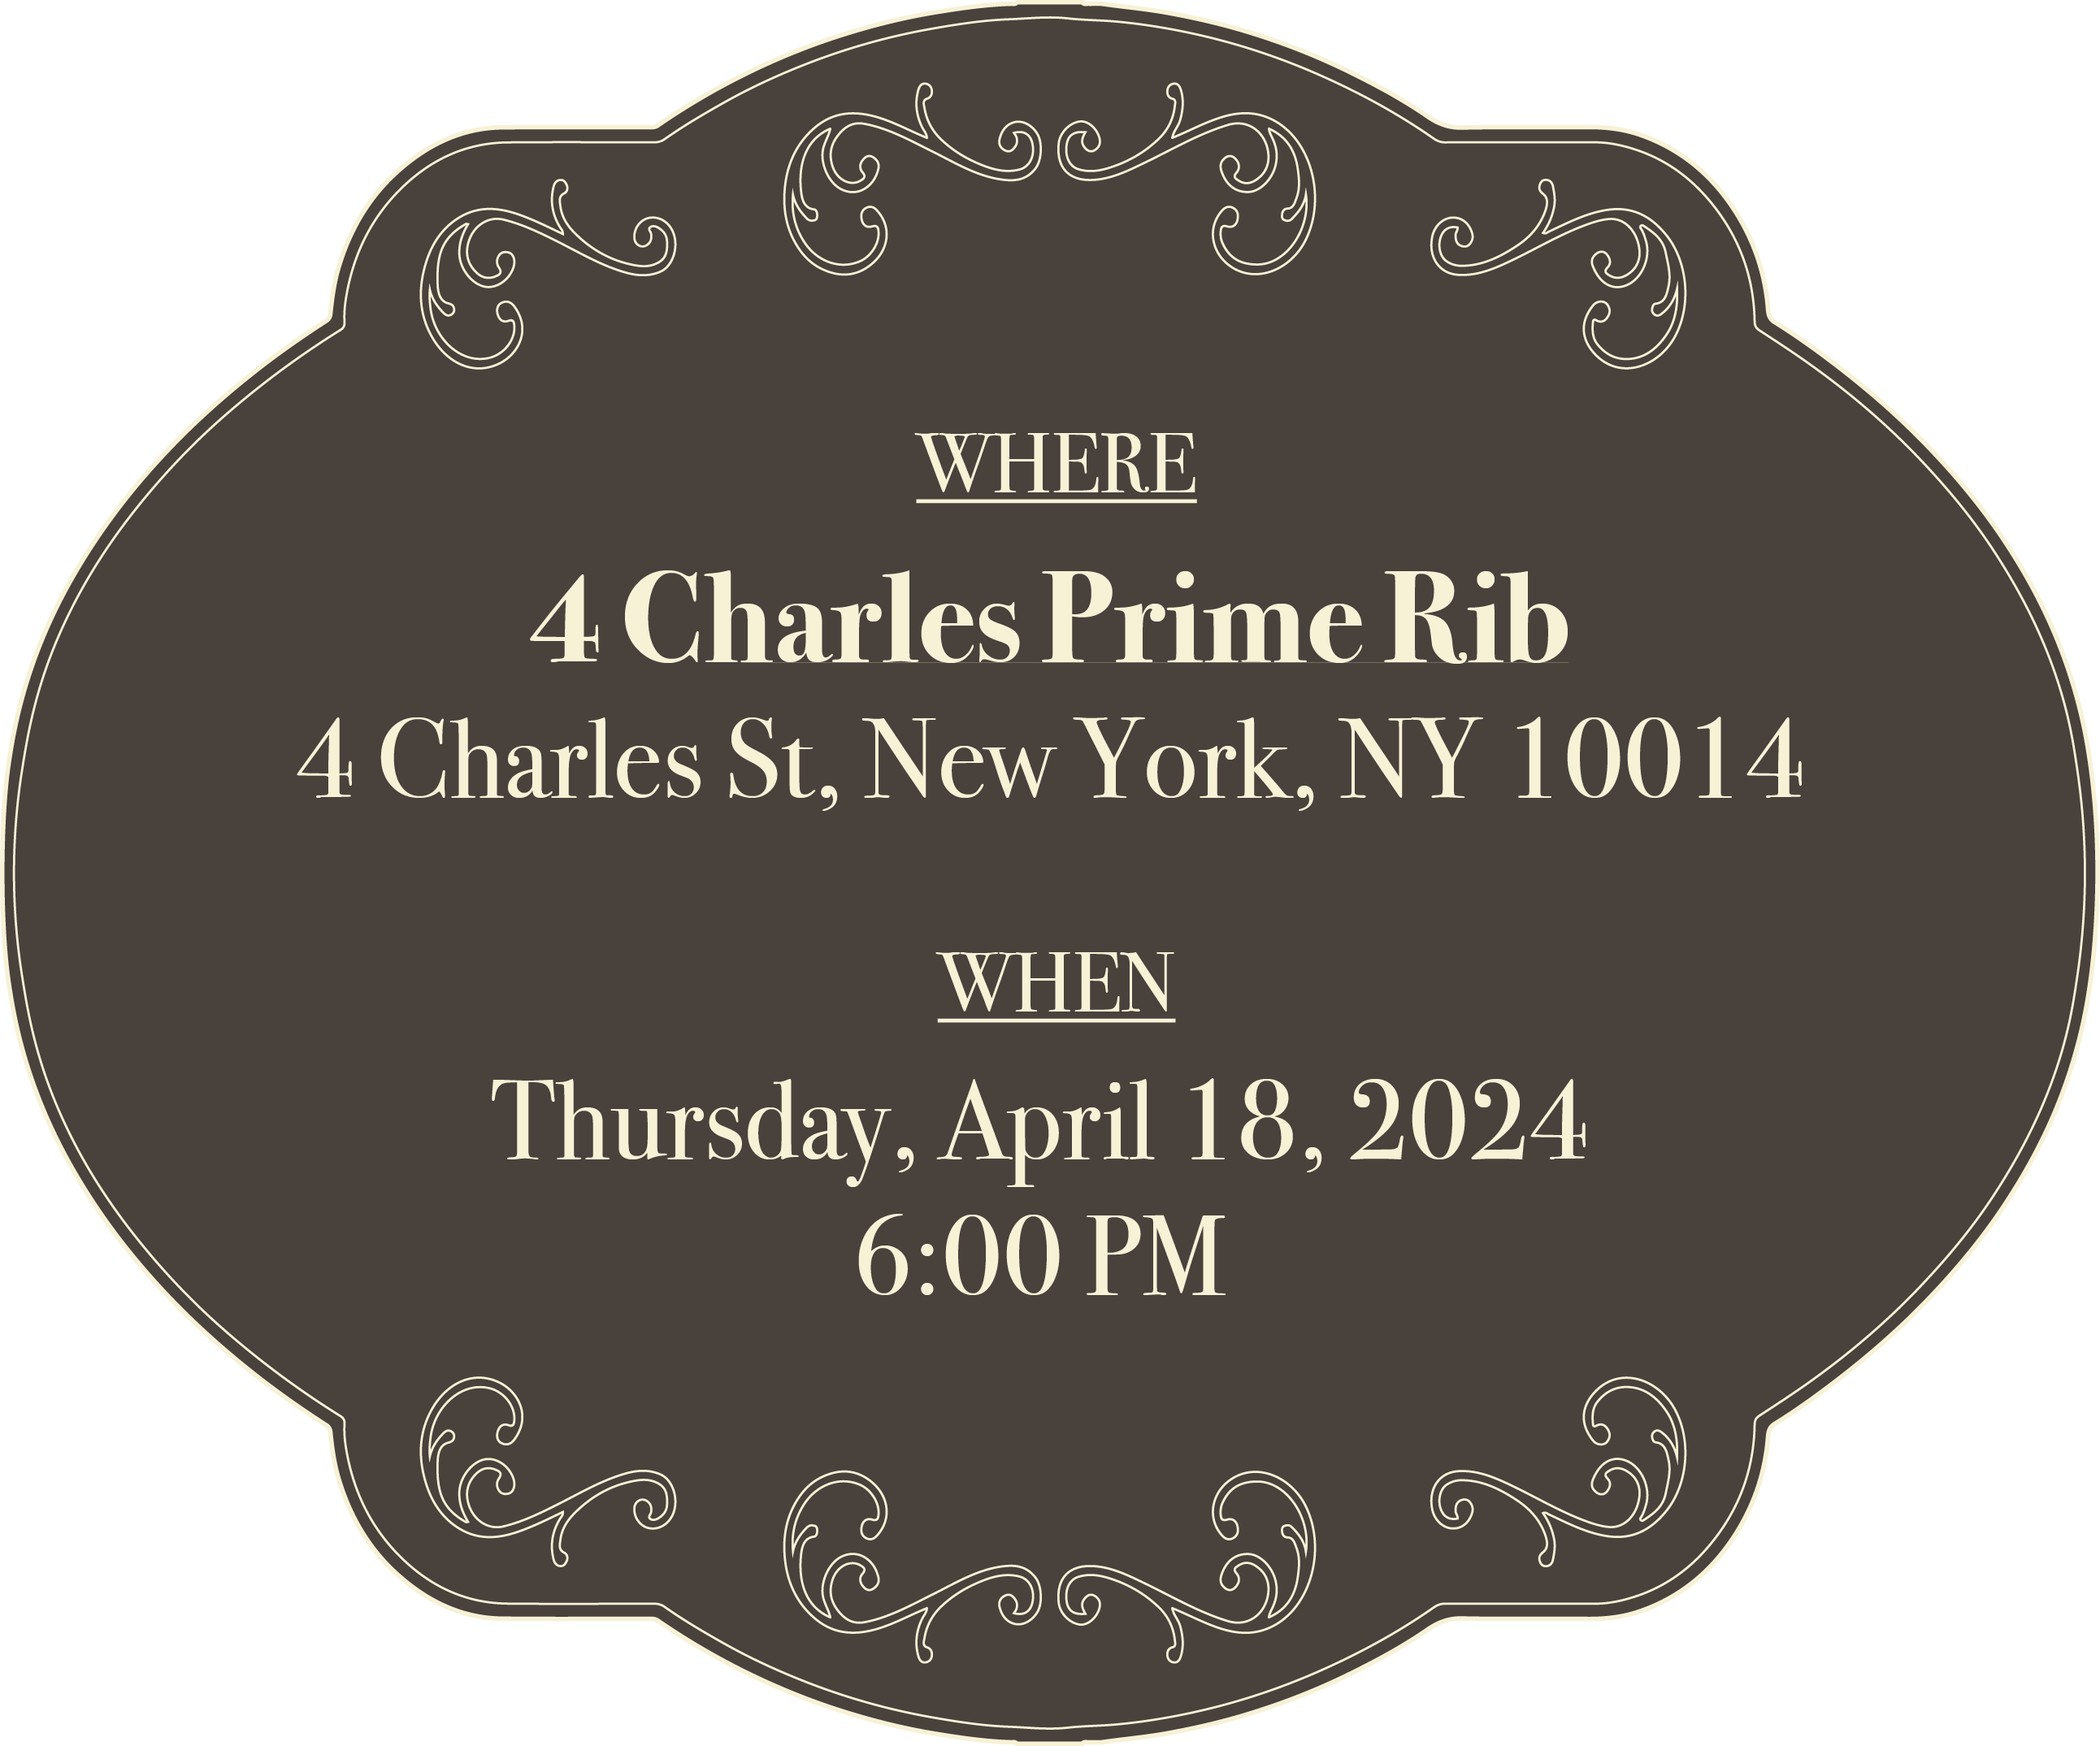 WHERE
4 Charles Prime Rib
4 Charles St, New York, NY 10014
WHEN
Thursday, April 18, 2024
6:00 PM